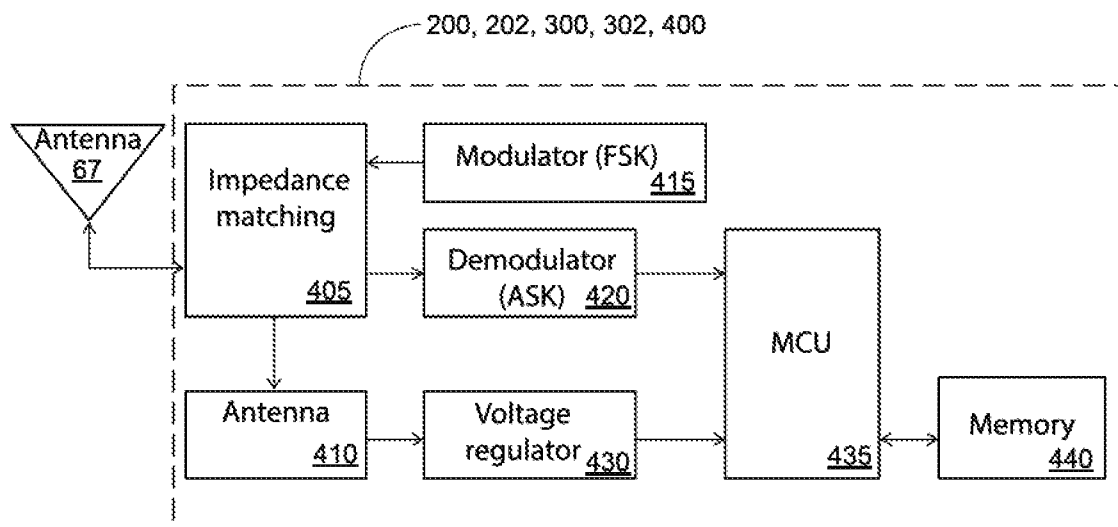 200, 202, 300, 302, 400
Antenna
67
Impedance
matching
405
Modulator (FSK)
415
Demodulator
(ASK) 420
MCU
435
Antenna
410
Voltage
regulator 430
Memory
440